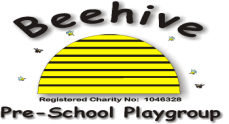 Beehive
Registered Charity No: 1046328
Pre-School Playgroup